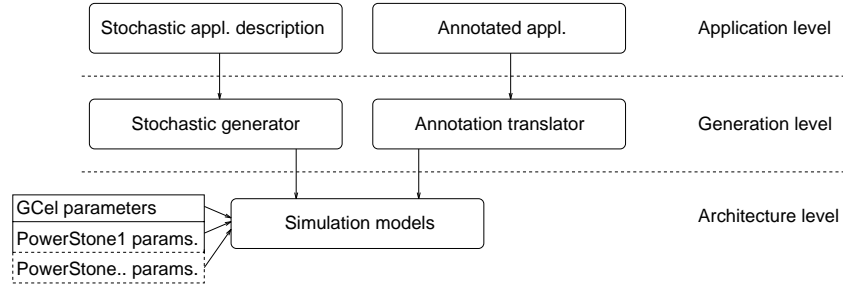 Stochastic appl. description
Annotated appl.
Application level
Stochastic generator
Annotation translator
Generation level
GCel parameters
PowerStone1 params.
PowerStone.. params.
Simulation models
Architecture level